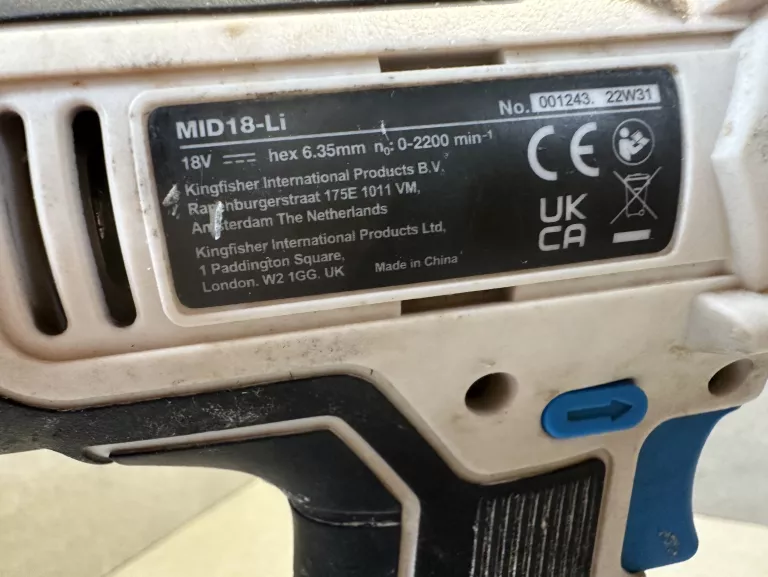 MID18-Li
No. 001243. 22W31
18V ⎓ hex 6.35mm n₀: 0-2200 min⁻¹
Kingfisher International Products B.V.
Rapenburgerstraat 175E 1011 VM,
Amsterdam The Netherlands
Kingfisher International Products Ltd,
1 Paddington Square,
London. W2 1GG. UK
Made in China
CE
UK
CA